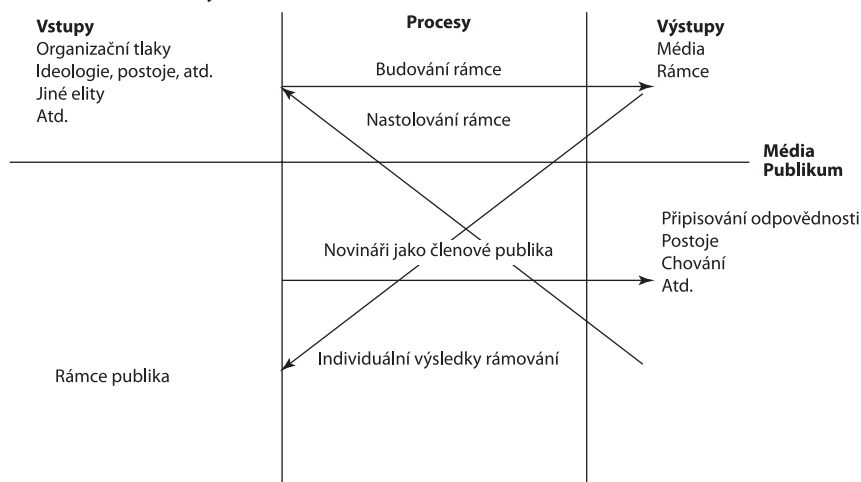 Vstupy
Organizační tlaky
Ideologie, postoje, atd.
Jiné elity
Atd.
Procesy
Budování rámce
Nastolování rámce
Výstupy
Média
Rámce
Média
Publikum
Novináři jako členové publika
Připisování odpovědnosti
Postoje
Chování
Atd.
Rámce publika
Individuální výsledky rámování